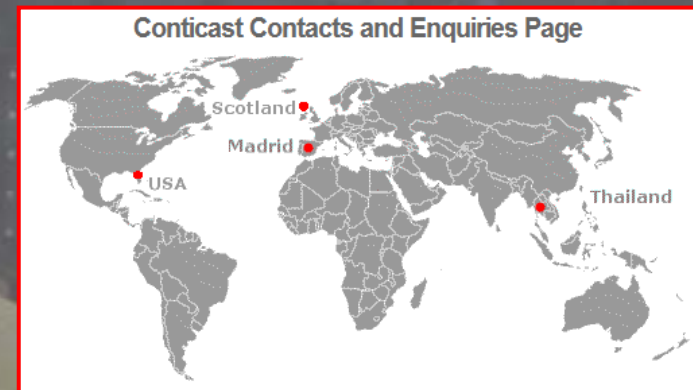 Conticast Contacts and Enquiries Page
Scotland
Madrid
USA
Thailand